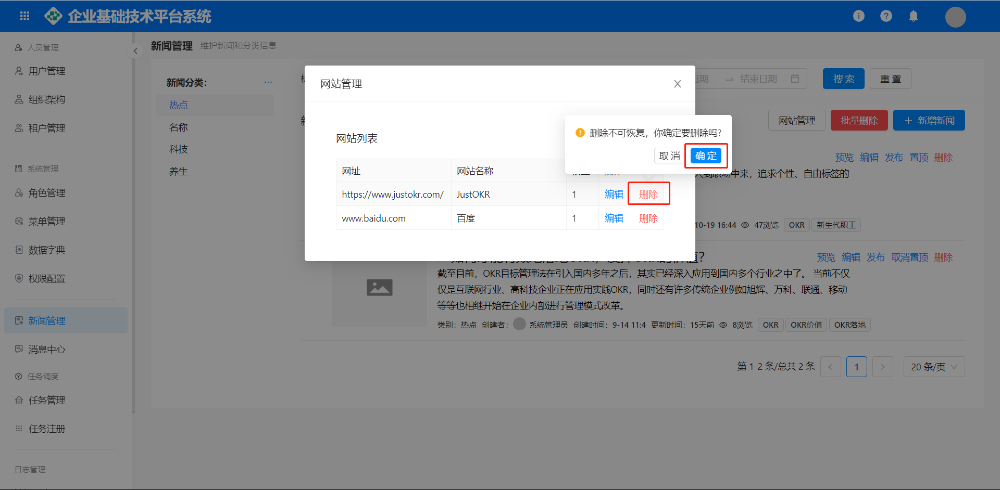 企业基础技术平台系统
人员管理
用户管理
组织架构
租户管理
系统管理
角色管理
菜单管理
数据字典
权限配置
新闻管理
消息中心
任务调度
任务管理
任务注册
日志管理
新闻管理 维护新闻和分类信息
新闻分类：
热点
名称
科技
养生
日期 → 结束日期
搜 索 重 置
网站管理 批量删除 + 新增新闻
网站管理
网站列表
网址 网站名称
https://www.justokr.com/ JustOKR 1 编辑 删除
www.baidu.com 百度 1 编辑 删除
删除不可恢复，你确定要删除吗?
取 消 确 定
预览 编辑 发布 置顶 删除
中来，追求个性、自由标签的
10-19 16:44 47浏览 OKR 新生代职工
预览 编辑 发布 取消置顶 删除
截至目前，OKR目标管理法在引入国内多年之后，其实已经深入应用到国内多个行业之中了。 当前不仅
仅是互联网行业、高科技企业正在应用实践OKR，同时还有许多传统企业例如旭辉、万科、联通、移动
等等也相继开始在企业内部进行管理模式改革。
类别：热点 创建者： 系统管理员 创建时间：9-14 11:4 更新时间：15天前 8浏览 OKR OKR价值 OKR落地
第 1-2 条/总共 2 条 < 1 > 20 条/页